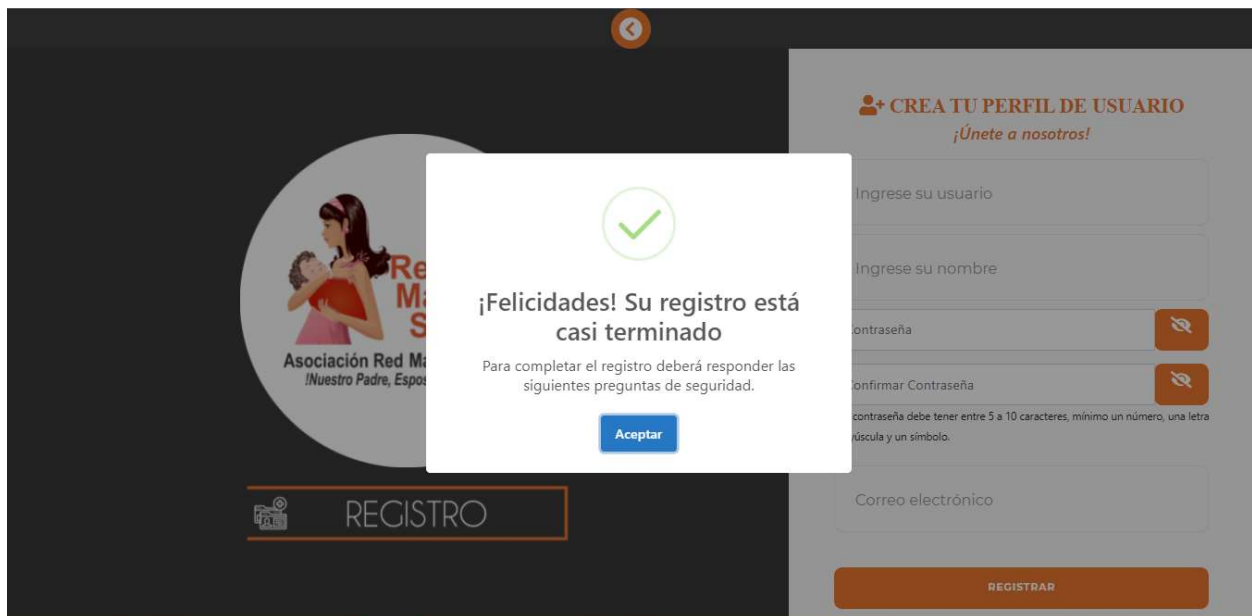 CREA TU PERFIL DE USUARIO
¡Únete a nosotros!
Ingrese su usuario
Ingrese su nombre
Re
Ma
S
Asociación Red Ma
!Nuestro Padre, Espos
¡Felicidades! Su registro está
casi terminado
Para completar el registro deberá responder las
siguientes preguntas de seguridad.
Aceptar
ontraseña
onfirmar Contraseña
contraseña debe tener entre 5 a 10 caracteres, mínimo un número, una letra
úscula y un símbolo.
Correo electrónico
REGISTRO
REGISTRAR